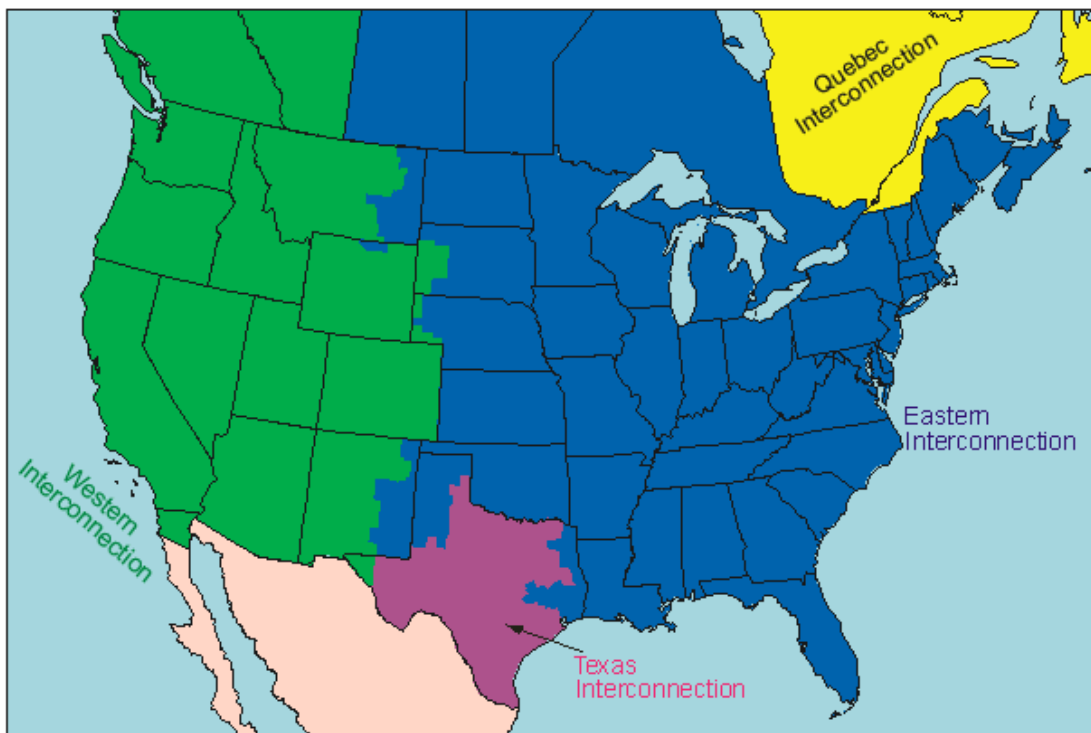 Quebec
Interconnection
Eastern
Interconnection
Western
Interconnection
Texas
Interconnection